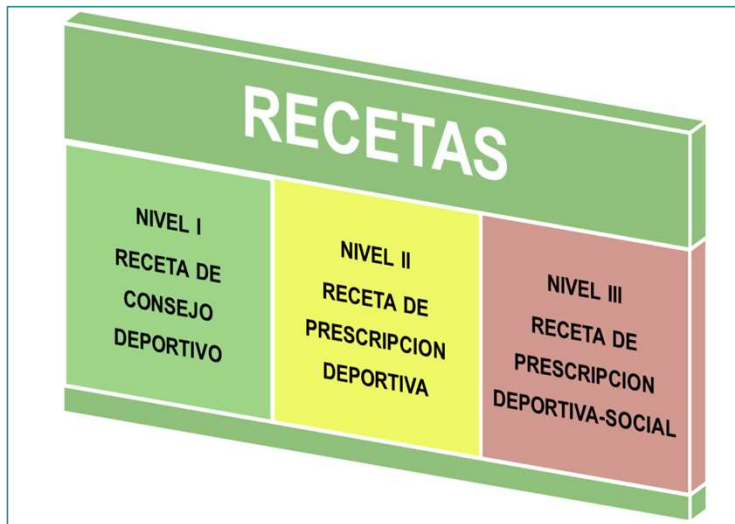 RECETAS
NIVEL I
RECETA DE
CONSEJO
DEPORTIVO
NIVEL II
RECETA DE
PRESCRIPCION
DEPORTIVA
NIVEL III
RECETA DE
PRESCRIPCION
DEPORTIVA-SOCIAL